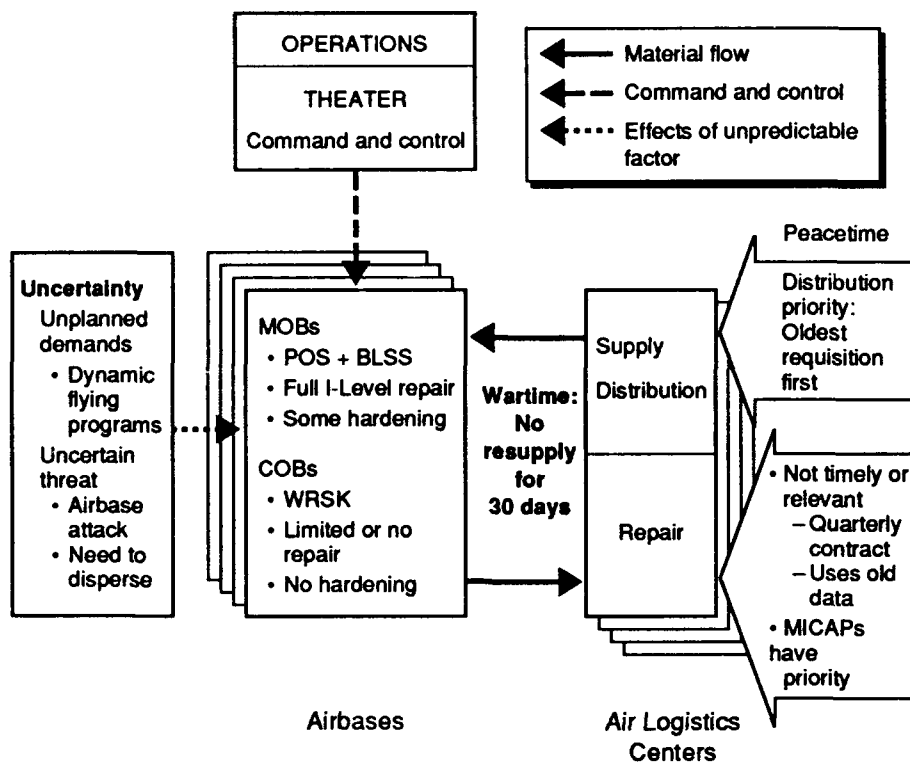 OPERATIONS
THEATER
Command and control
Material flow
Command and control
Effects of unpredictable
factor
Uncertainty
Unplanned
demands
• Dynamic
flying
programs
Uncertain
threat
• Airbase
attack
• Need to
disperse
MOBs
• POS + BLSS
• Full I-Level repair
• Some hardening
COBs
• WRSK
• Limited or no
repair
• No hardening
Wartime:
No
resupply
for
30 days
Supply
Distribution
Repair
Peacetime
Distribution
priority:
Oldest
requisition
first
• Not timely or
relevant
– Quarterly
contract
– Uses old
data
• MICAPs
have
priority
Airbases
Air Logistics
Centers